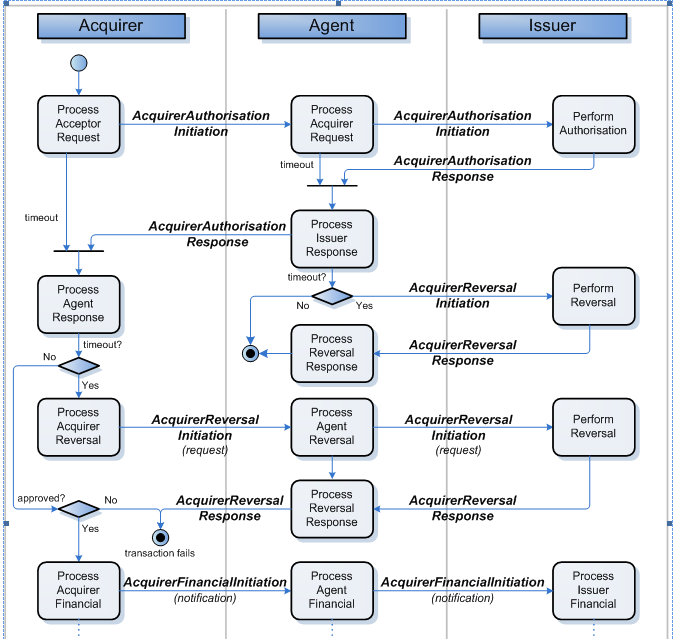 Acquirer
Agent
Issuer
Process
Acceptor
Request
AcquirerAuthorisation
Initiation
Process
Acquirer
Request
AcquirerAuthorisation
Initiation
Perform
Authorisation
timeout
AcquirerAuthorisation
Response
timeout
AcquirerAuthorisation
Response
Process
Issuer
Response
timeout?
Process
Agent
Response
No
Yes
AcquirerReversal
Initiation
Perform
Reversal
timeout?
No
Yes
Process
Reversal
Response
AcquirerReversal
Response
Process
Acquirer
Reversal
AcquirerReversal
Initiation
(request)
Process
Agent
Reversal
AcquirerReversal
Initiation
(request)
Perform
Reversal
approved?
No
Yes
AcquirerReversal
Response
Process
Reversal
Response
AcquirerReversal
Response
transaction fails
Process
Acquirer
Financial
AcquirerFinancialInitiation
(notification)
Process
Agent
Financial
AcquirerFinancialInitiation
(notification)
Process
Issuer
Financial